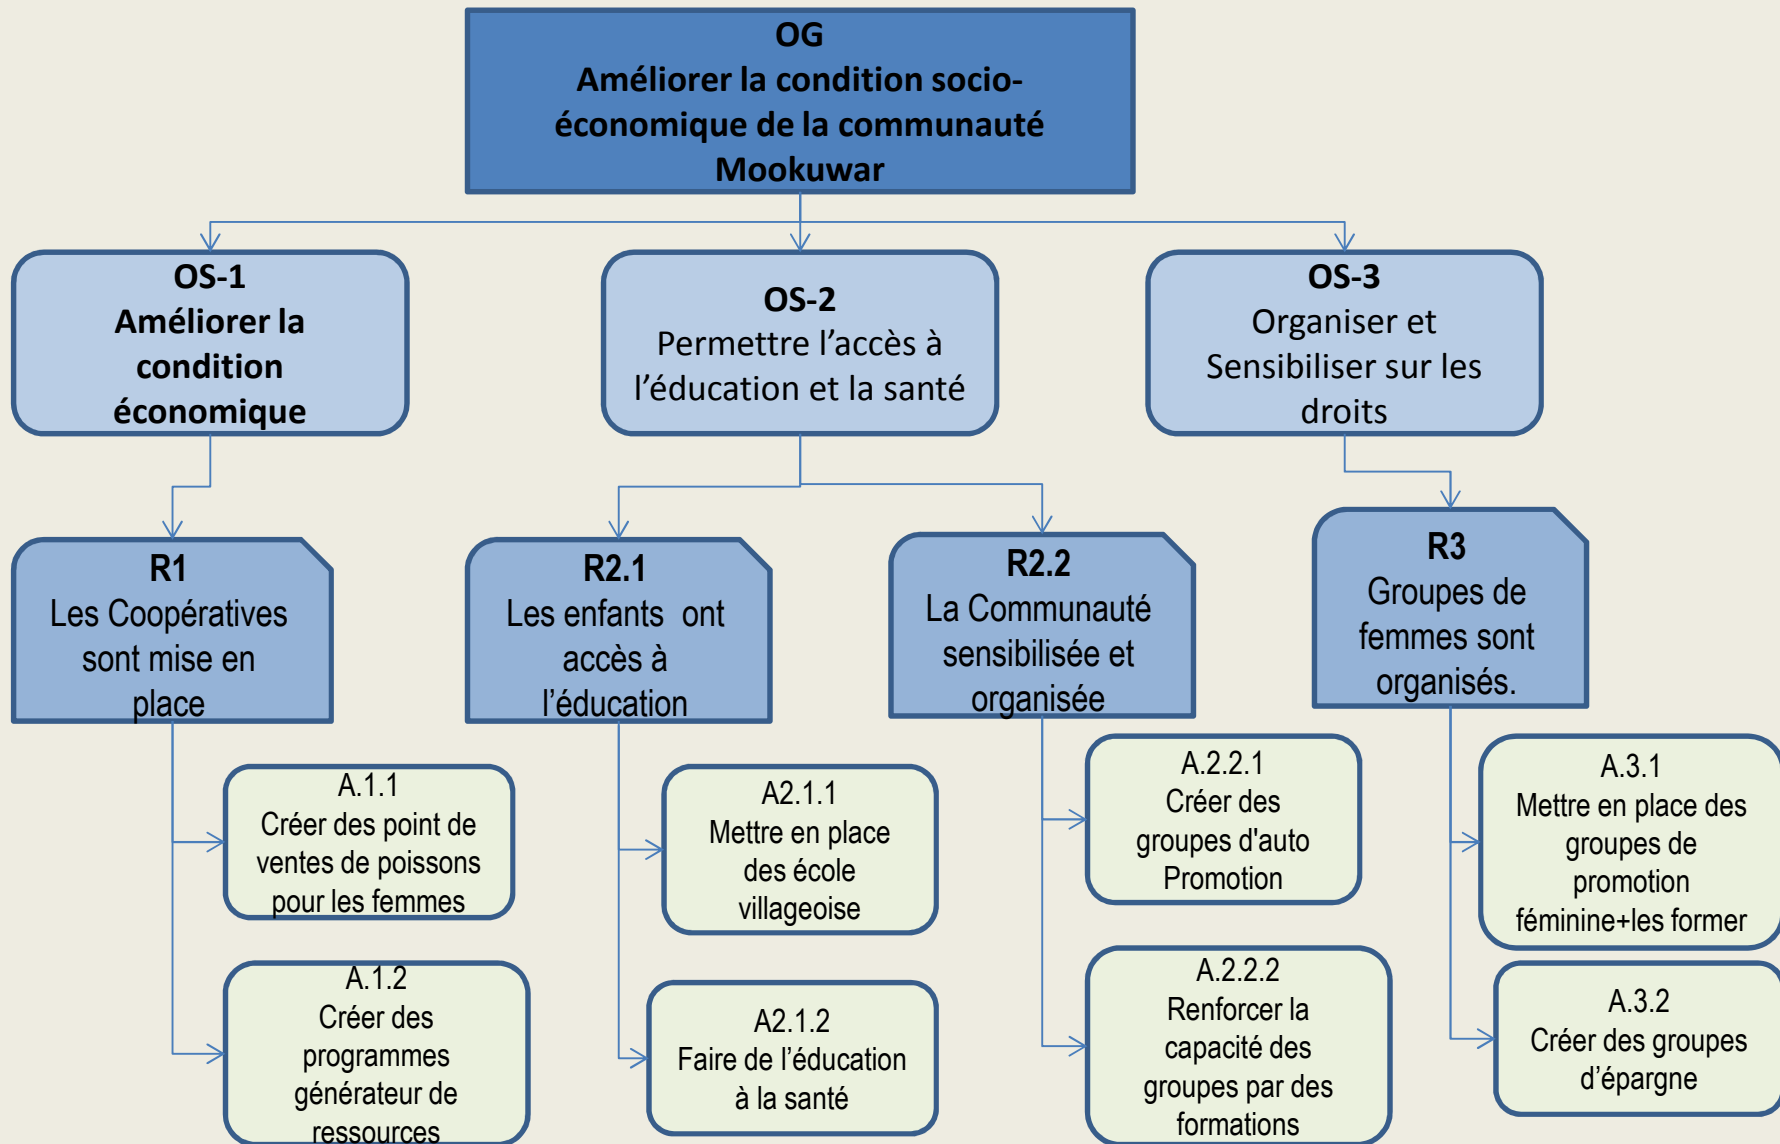 OG
Améliorer la condition socio-
économique de la communauté
Mookuwar
OS-1
Améliorer la
condition
économique
OS-2
Permettre l’accès à
l’éducation et la santé
OS-3
Organiser et
Sensibiliser sur les
droits
R1
Les Coopératives
sont mise en
place
R2.1
Les enfants ont
accès à
l’éducation
R2.2
La Communauté
sensibilisée et
organisée
R3
Groupes de
femmes sont
organisés.
A.1.1
Créer des point de
ventes de poissons
pour les femmes
A2.1.1
Mettre en place
des école
villageoise
A.2.2.1
Créer des
groupes d'auto
Promotion
A.3.1
Mettre en place des
groupes de
promotion
féminine+les former
A.1.2
Créer des
programmes
générateur de
ressources
A2.1.2
Faire de l’éducation
à la santé
A.2.2.2
Renforcer la
capacité des
groupes par des
formations
A.3.2
Créer des groupes
d’épargne